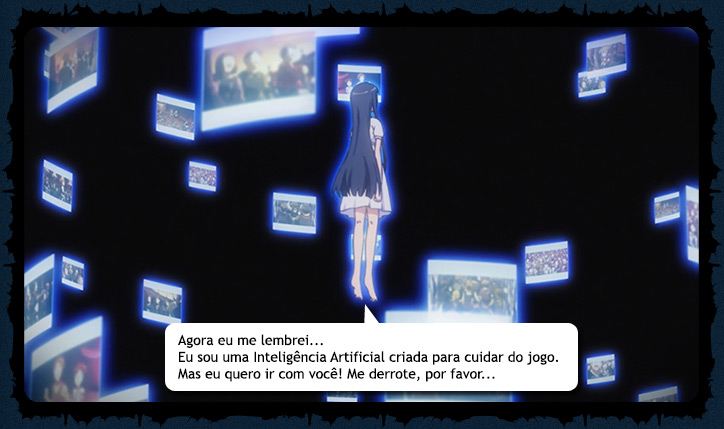 Agora eu me lembrei...
Eu sou uma Inteligência Artificial criada para cuidar do jogo.
Mas eu quero ir com você! Me derrote, por favor...